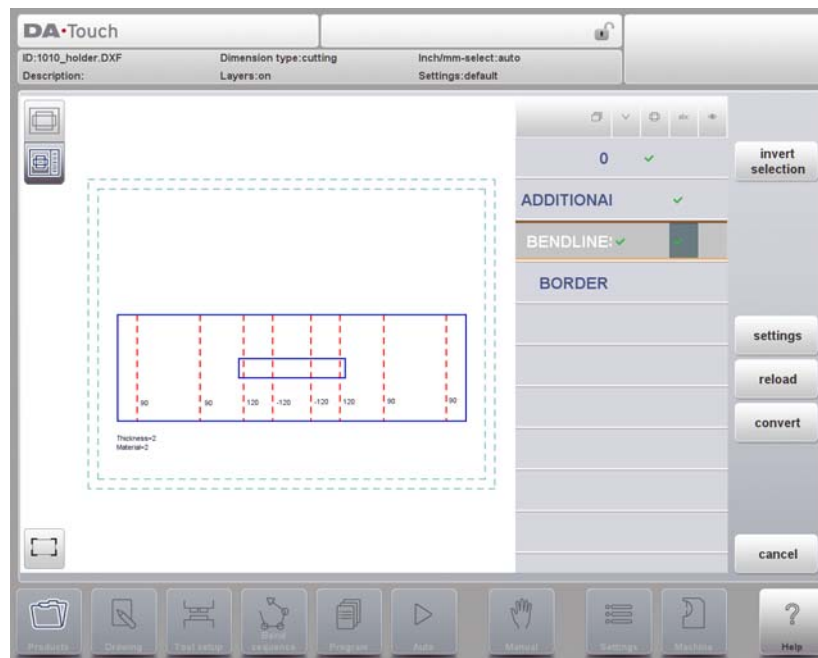 DA·Touch
ID:1010_holder.DXF Dimension type:cutting Inch/mm-select:auto
Description: Layers:on Settings:default
0
invert
selection
ADDITIONAI
BENDLINES
BORDER
settings
reload
convert
90 90 120 -120 -120 120 90 90
Thickness=2
Material=2
cancel
Products Drawing Tool setup Bend sequence Program Auto Manual Settings Machine Help